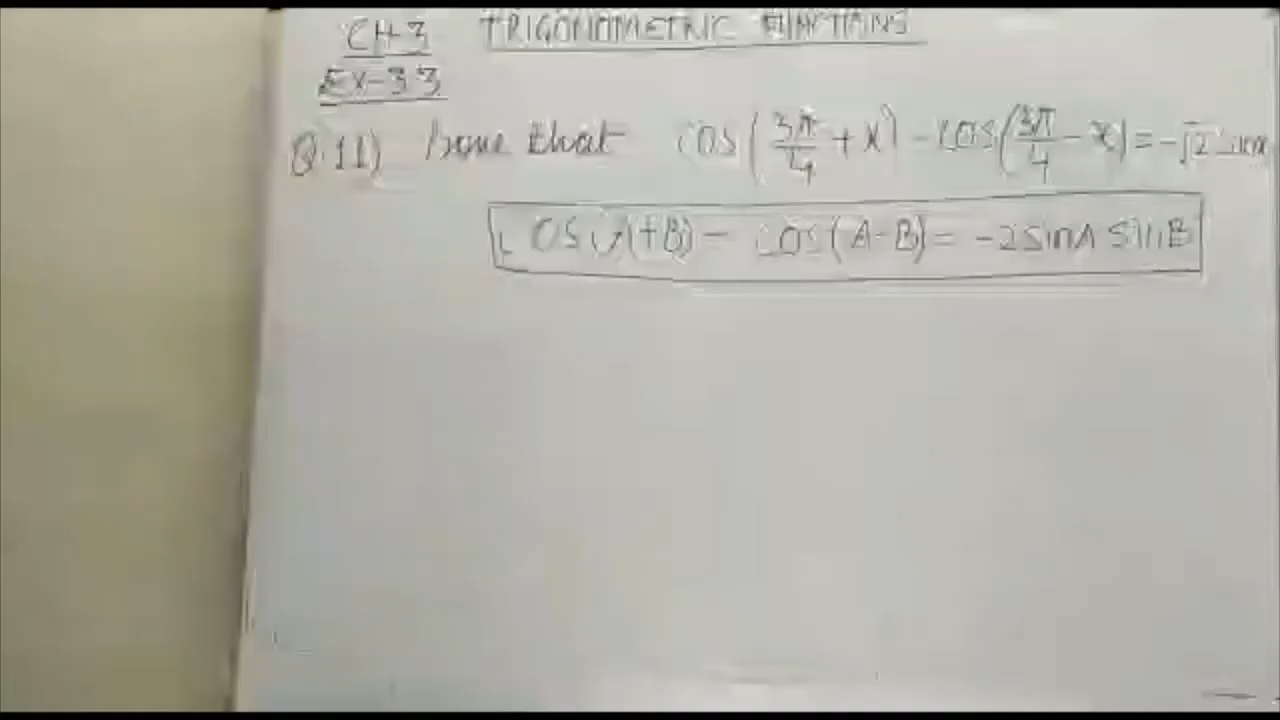 CH-3 TRIGONOMETRIC FUNCTIONS
EX-3.3
Q.11) Prove that cos(3π/4 + x) - cos(3π/4 - x) = -√2 sinx
COS(A+B) - COS(A-B) = -2 sinA sinB